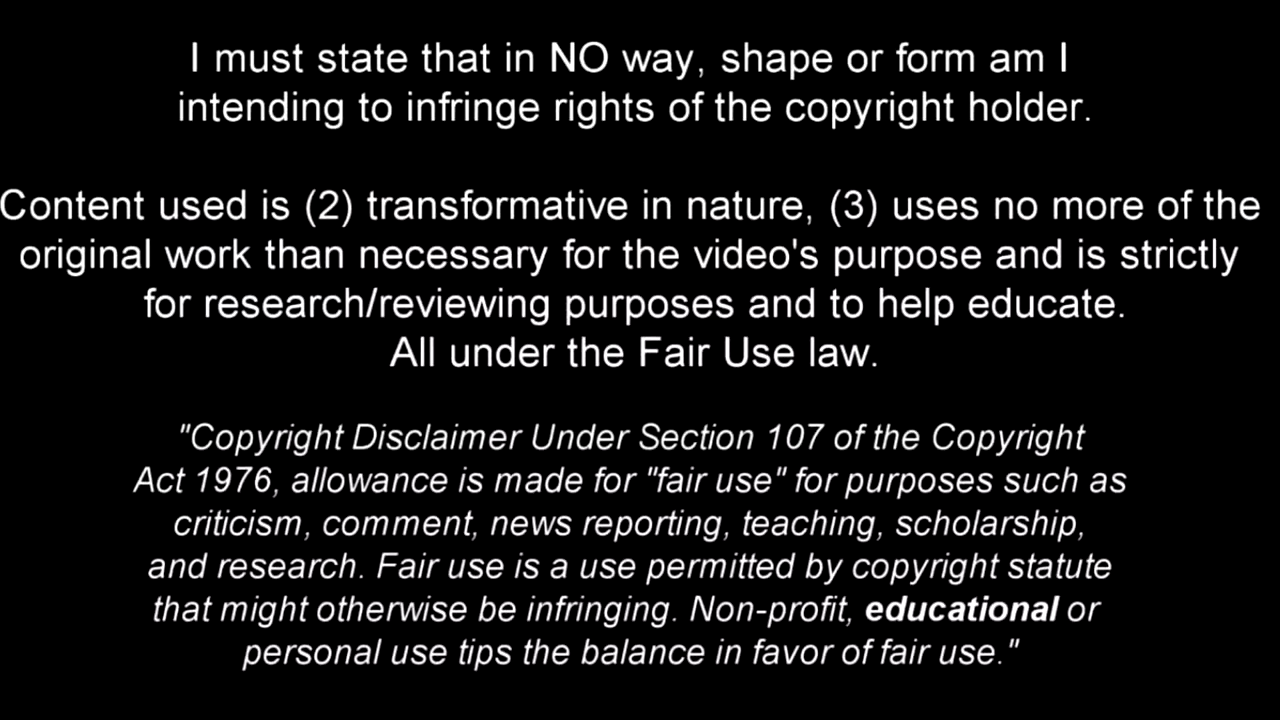 I must state that in NO way, shape or form am I
intending to infringe rights of the copyright holder.
Content used is (2) transformative in nature, (3) uses no more of the
original work than necessary for the video's purpose and is strictly
for research/reviewing purposes and to help educate.
All under the Fair Use law.
"Copyright Disclaimer Under Section 107 of the Copyright
Act 1976, allowance is made for "fair use" for purposes such as
criticism, comment, news reporting, teaching, scholarship,
and research. Fair use is a use permitted by copyright statute
that might otherwise be infringing. Non-profit, educational or
personal use tips the balance in favor of fair use."